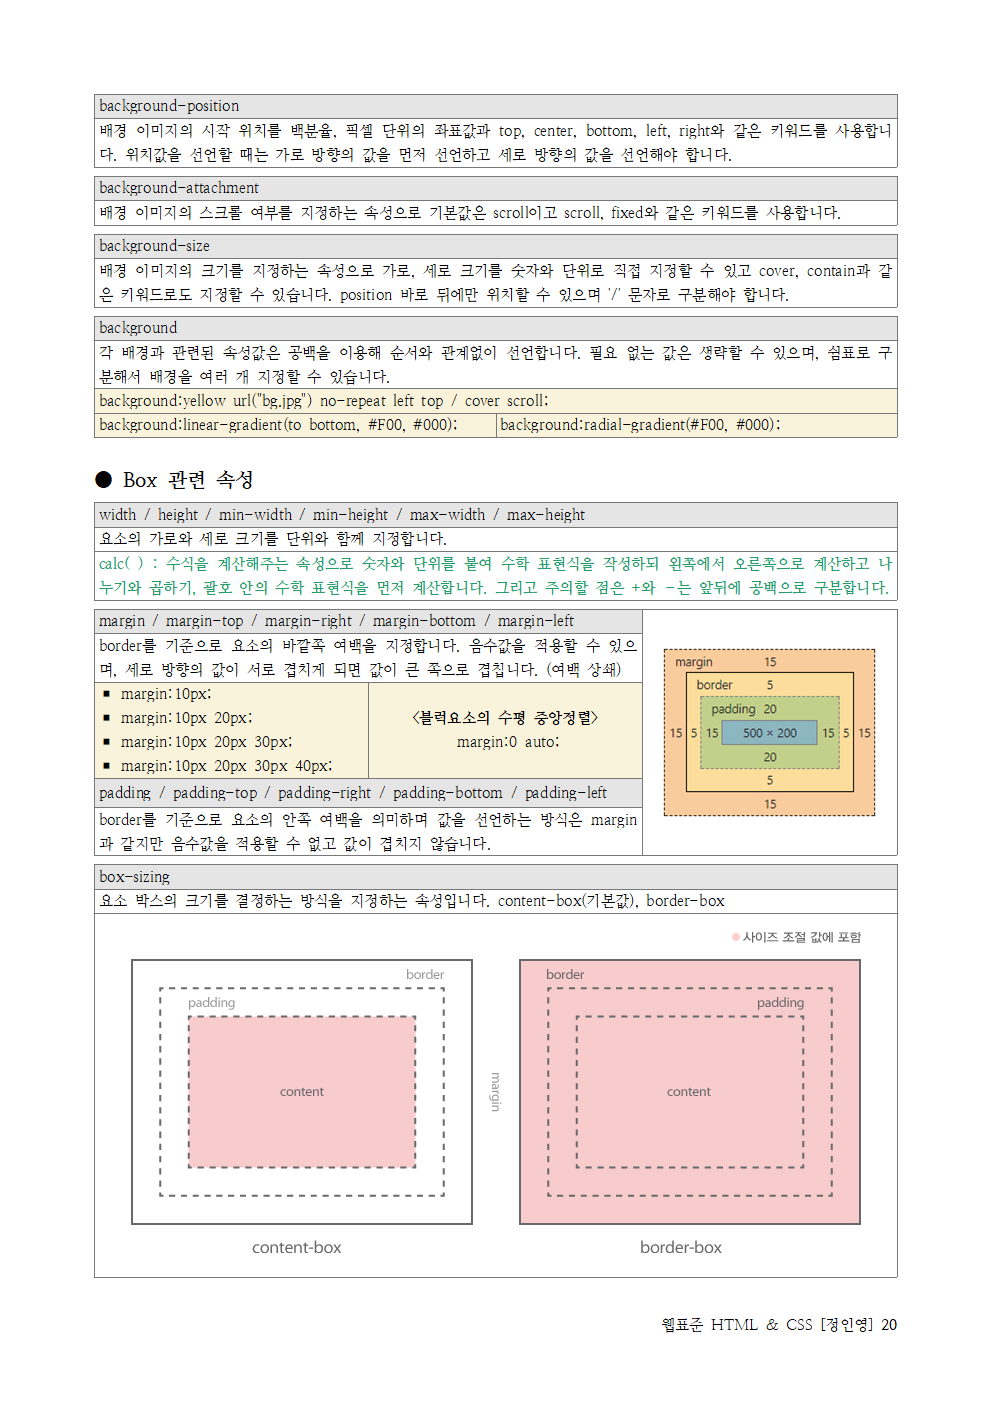 background-position
배경 이미지의 시작 위치를 백분율, 픽셀 단위의 좌표값과 top, center, bottom, left, right와 같은 키워드를 사용합니
다. 위치값을 선언할 때는 가로 방향의 값을 먼저 선언하고 세로 방향의 값을 선언해야 합니다.
background-attachment
배경 이미지의 스크롤 여부를 지정하는 속성으로 기본값은 scroll이고 scroll, fixed와 같은 키워드를 사용합니다.
background-size
배경 이미지의 크기를 지정하는 속성으로 가로, 세로 크기를 숫자와 단위로 직접 지정할 수 있고 cover, contain과 같
은 키워드로도 지정할 수 있습니다. position 바로 뒤에만 위치할 수 있으며 '/' 문자로 구분해야 합니다.
background
각 배경과 관련된 속성값은 공백을 이용해 순서와 관계없이 선언합니다. 필요 없는 값은 생략할 수 있으며, 쉼표로 구
분해서 배경을 여러 개 지정할 수 있습니다.
background:yellow url("bg.jpg") no-repeat left top / cover scroll;
background:linear-gradient(to bottom, #F00, #000); background:radial-gradient(#F00, #000);
● Box 관련 속성
width / height / min-width / min-height / max-width / max-height
요소의 가로와 세로 크기를 단위와 함께 지정합니다.
calc( ) : 수식을 계산해주는 속성으로 숫자와 단위를 붙여 수학 표현식을 작성하되 왼쪽에서 오른쪽으로 계산하고 나
누기와 곱하기, 괄호 안의 수학 표현식을 먼저 계산합니다. 그리고 주의할 점은 +와 -는 앞뒤에 공백으로 구분합니다.
margin / margin-top / margin-right / margin-bottom / margin-left
border를 기준으로 요소의 바깥쪽 여백을 지정합니다. 음수값을 적용할 수 있으
며, 세로 방향의 값이 서로 겹치게 되면 값이 큰 쪽으로 겹칩니다. (여백 상쇄)
■ margin:10px;
■ margin:10px 20px;
■ margin:10px 20px 30px;
■ margin:10px 20px 30px 40px;
<블럭요소의 수평 중앙정렬>
margin:0 auto;
padding / padding-top / padding-right / padding-bottom / padding-left
border를 기준으로 요소의 안쪽 여백을 의미하며 값을 선언하는 방식은 margin
과 같지만 음수값을 적용할 수 없고 값이 겹치지 않습니다.
margin 15
border 5
padding 20
15 5 15 500 × 200 15 5 15
20
5
15
box-sizing
요소 박스의 크기를 결정하는 방식을 지정하는 속성입니다. content-box(기본값), border-box
사이즈 조절 값에 포함
border
padding
content
content-box
margin
border
padding
content
border-box
웹표준 HTML & CSS [정인영] 20